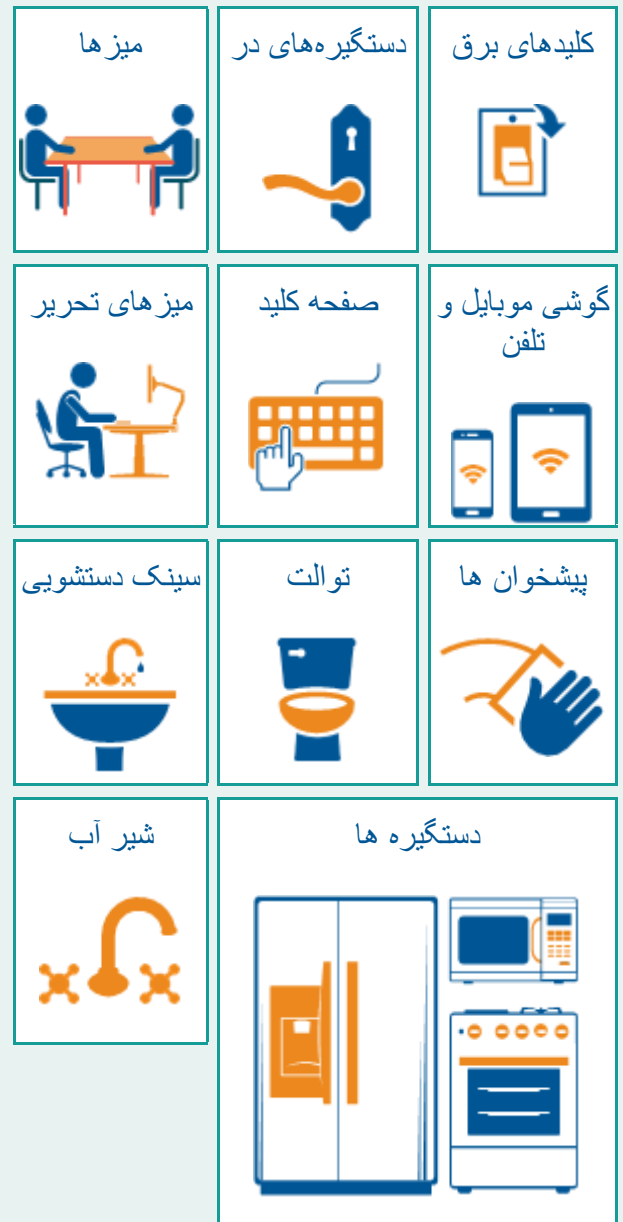 کلیدهای برق
دستگیره‌های در
میزها
گوشی موبایل و
تلفن
صفحه کلید
میزهای تحریر
پیشخوان ها
توالت
سینک دستشویی
دستگیره ها
شیر آب